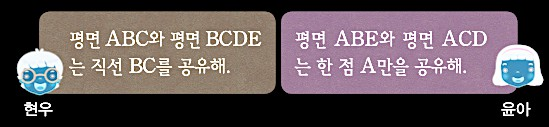 평면 ABC와 평면 BCDE
는 직선 BC를 공유해.
현우
평면 ABE와 평면 ACD
는 한 점 A만을 공유해.
윤아